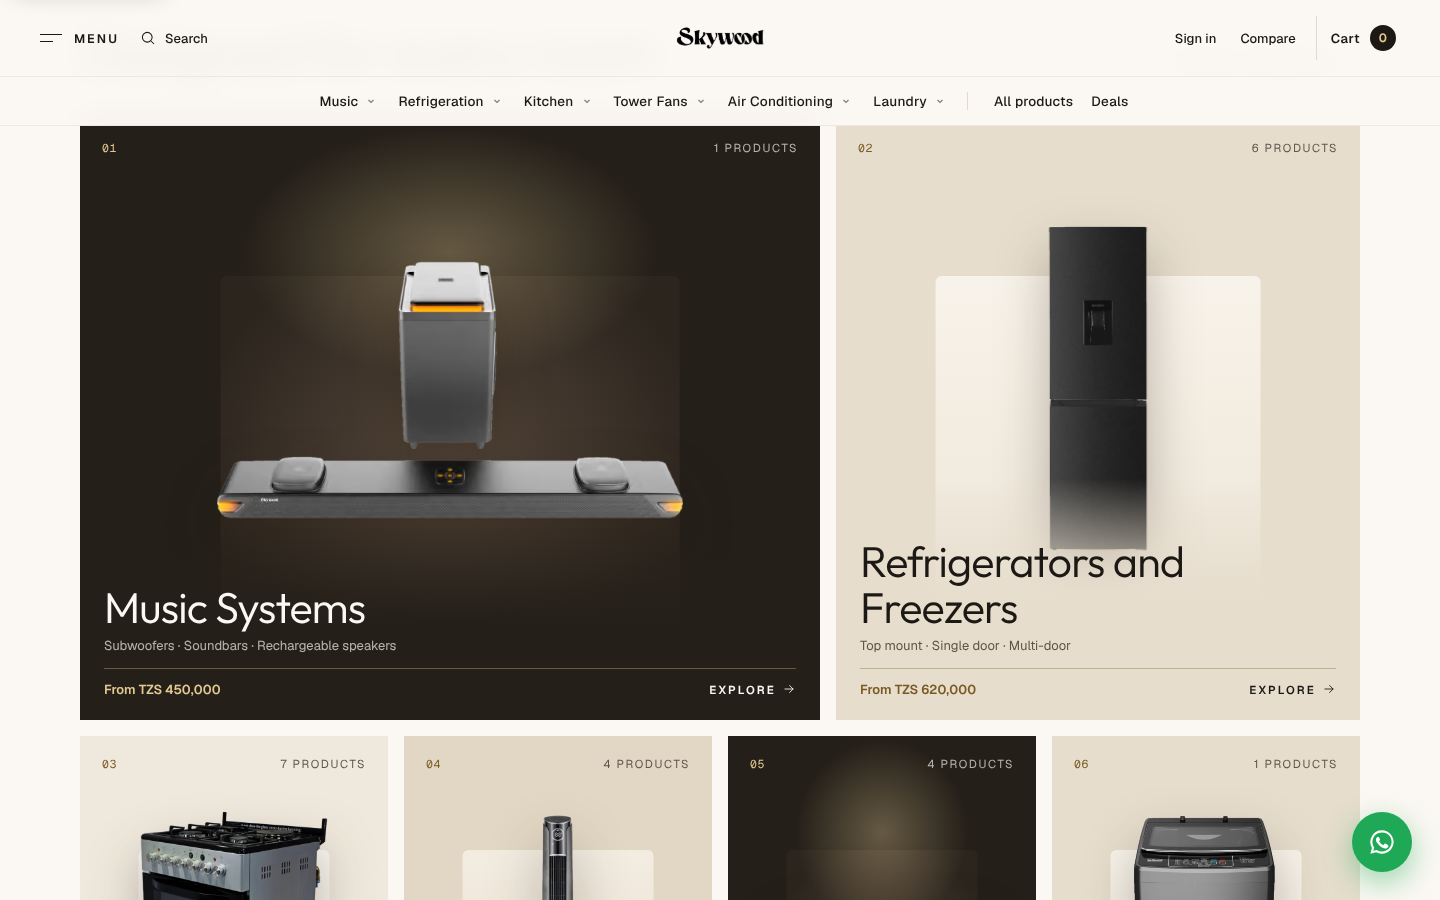 MENU
Search
Skywood
Sign in
Compare
Cart
0
Music
Refrigeration
Kitchen
Tower Fans
Air Conditioning
Laundry
All products
Deals
01
1 PRODUCTS
Skywood
Music Systems
Subwoofers · Soundbars · Rechargeable speakers
From TZS 450,000
EXPLORE
02
6 PRODUCTS
Refrigerators and
Freezers
Top mount · Single door · Multi-door
From TZS 620,000
EXPLORE
03
7 PRODUCTS
04
4 PRODUCTS
05
4 PRODUCTS
06
1 PRODUCTS